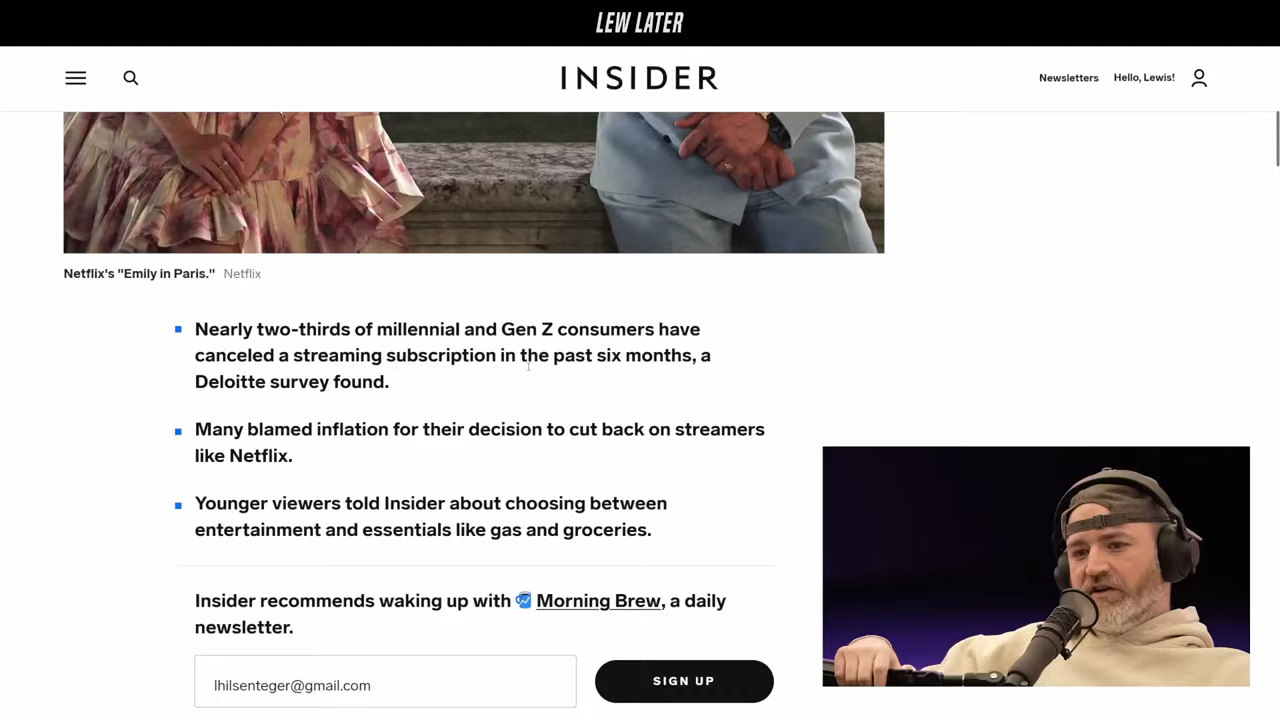 LEW LATER
INSIDER
Newsletters
Hello, Lewis!
Netflix's "Emily in Paris." Netflix
Nearly two-thirds of millennial and Gen Z consumers have
canceled a streaming subscription in the past six months, a
Deloitte survey found.
Many blamed inflation for their decision to cut back on streamers
like Netflix.
Younger viewers told Insider about choosing between
entertainment and essentials like gas and groceries.
Insider recommends waking up with Morning Brew, a daily
newsletter.
lhilsenteger@gmail.com
SIGN UP